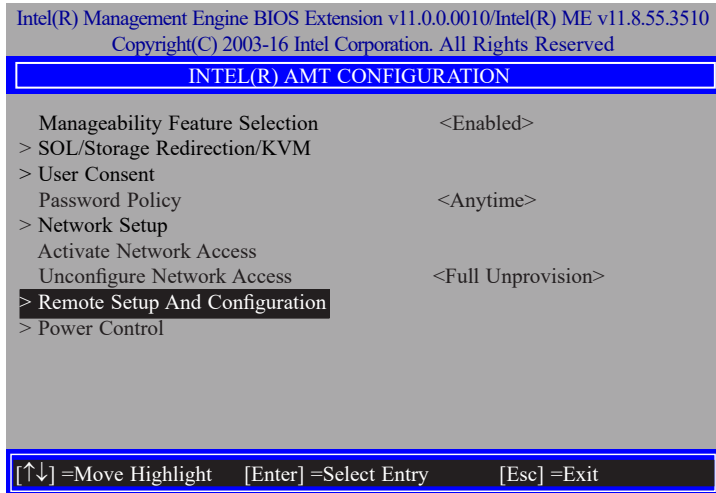 Intel(R) Management Engine BIOS Extension v11.0.0.0010/Intel(R) ME v11.8.55.3510
Copyright(C) 2003-16 Intel Corporation. All Rights Reserved
INTEL(R) AMT CONFIGURATION
Manageability Feature Selection <Enabled>
> SOL/Storage Redirection/KVM
> User Consent
Password Policy <Anytime>
> Network Setup
Activate Network Access
Unconfigure Network Access <Full Unprovision>
> Remote Setup And Configuration
> Power Control
[↑↓] =Move Highlight [Enter] =Select Entry [Esc] =Exit